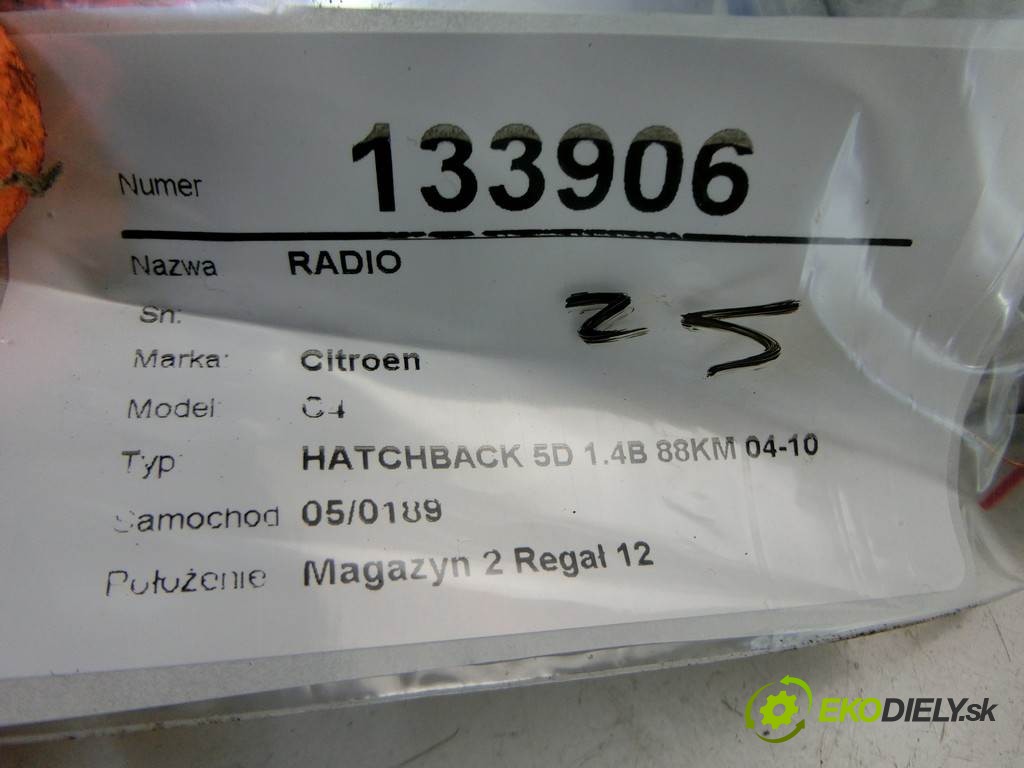 Numer 133906
Nazwa RADIO
Sn:
25
Marka: Citroen
Model: C4
Typ: HATCHBACK 5D 1.4B 88KM 04-10
Samochod 05/0189
Położenie Magazyn 2 Regał 12
EKODIELY.sk